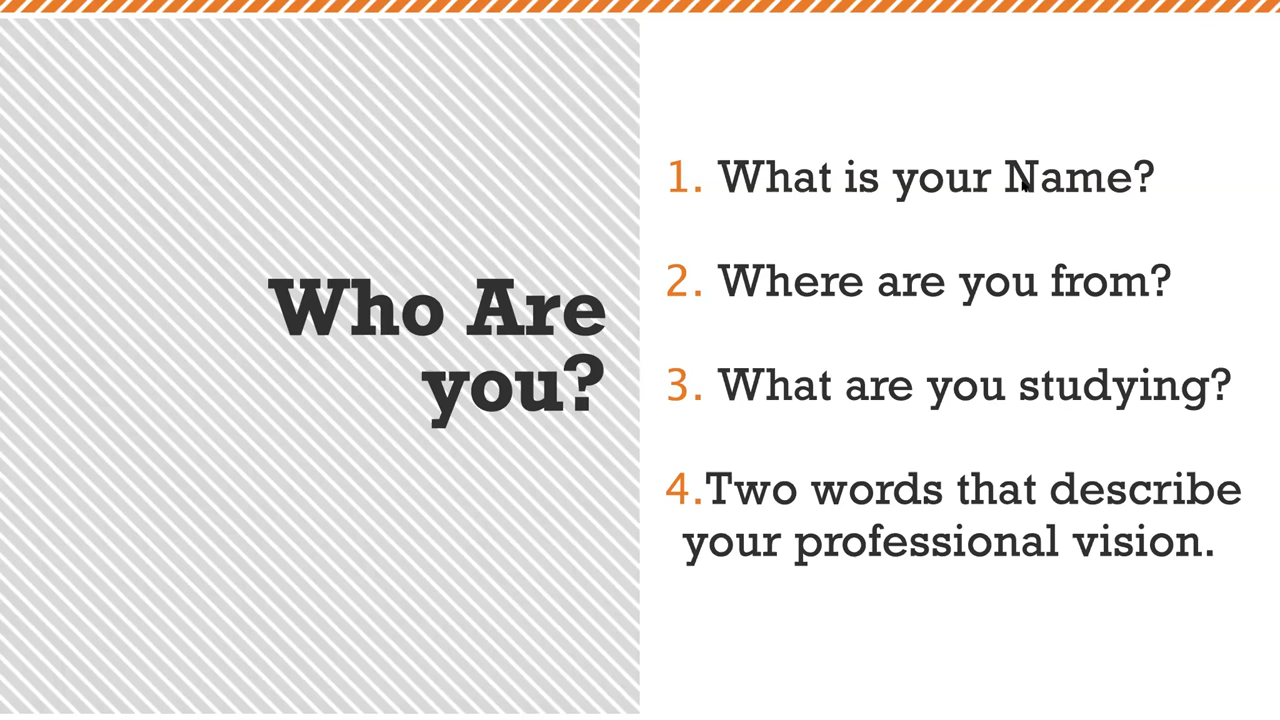 Who Are
you?
1. What is your Name?
2. Where are you from?
3. What are you studying?
4.Two words that describe
your professional vision.